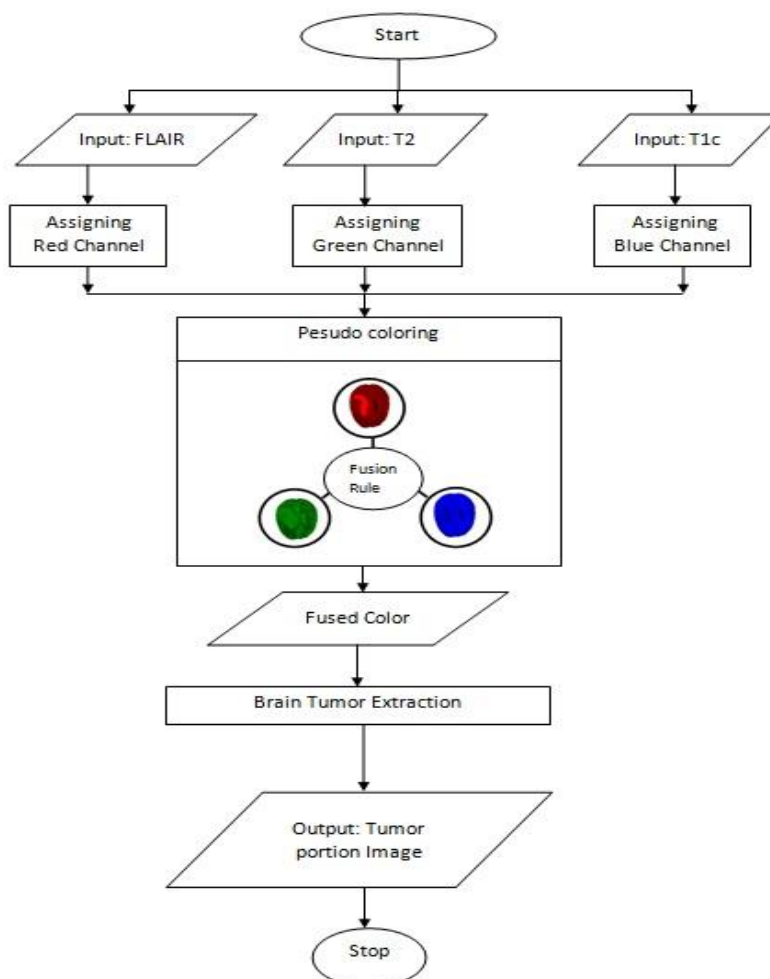 Start
Input: FLAIR
Input: T2
Input: T1c
Assigning
Red Channel
Assigning
Green Channel
Assigning
Blue Channel
Pesudo coloring
Fusion
Rule
Fused Color
Brain Tumor Extraction
Output: Tumor
portion Image
Stop